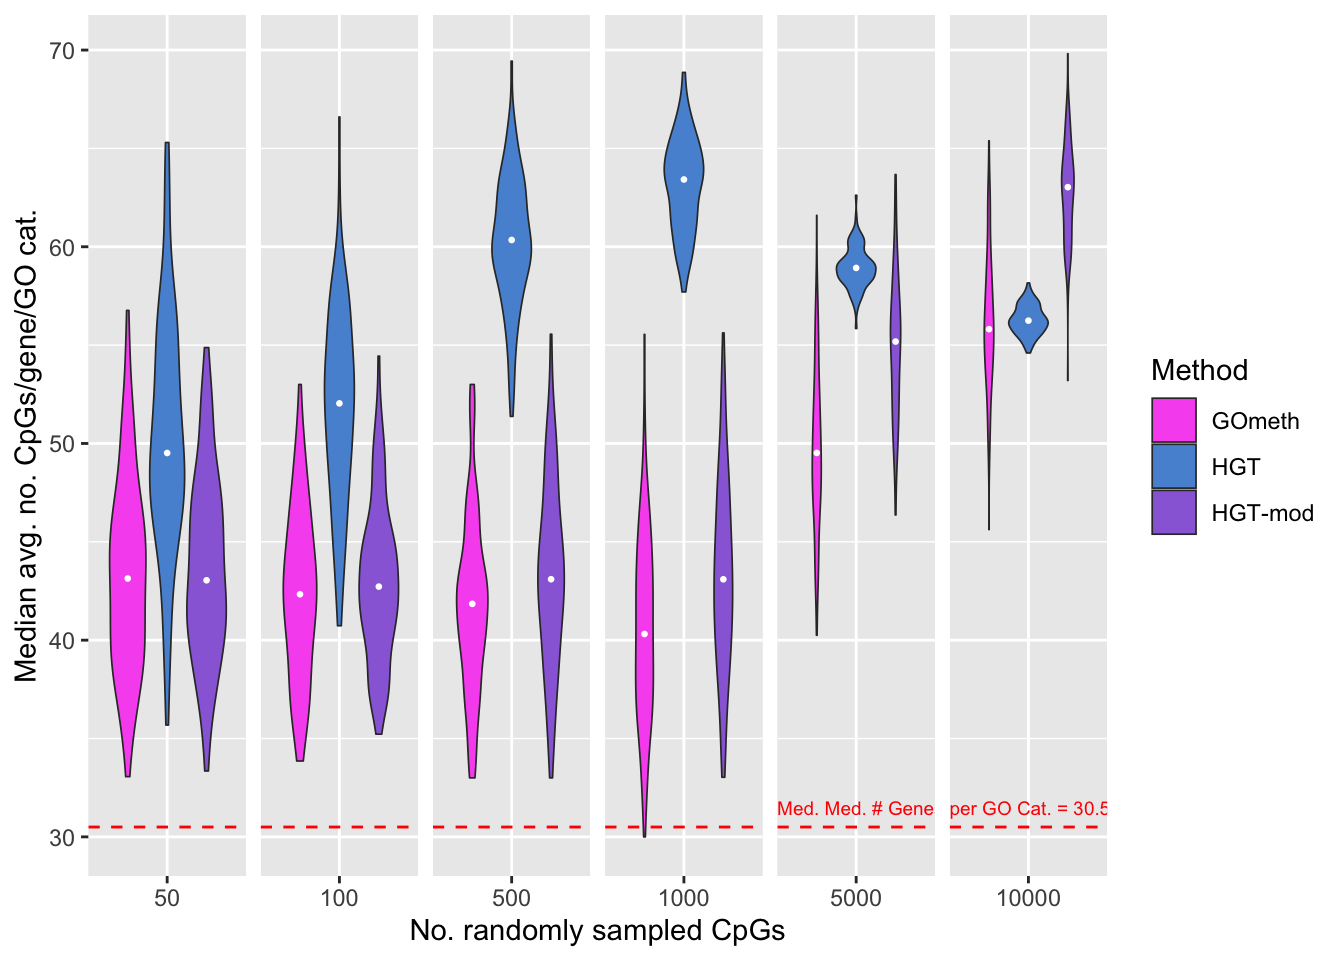 Median avg. no. CpGs/gene/GO cat.
70
60
50
40
30
Med. Med. # Gene per GO Cat. = 30.5
50 100 500 1000 5000 10000
No. randomly sampled CpGs
Method
GOmeth
HGT
HGT-mod